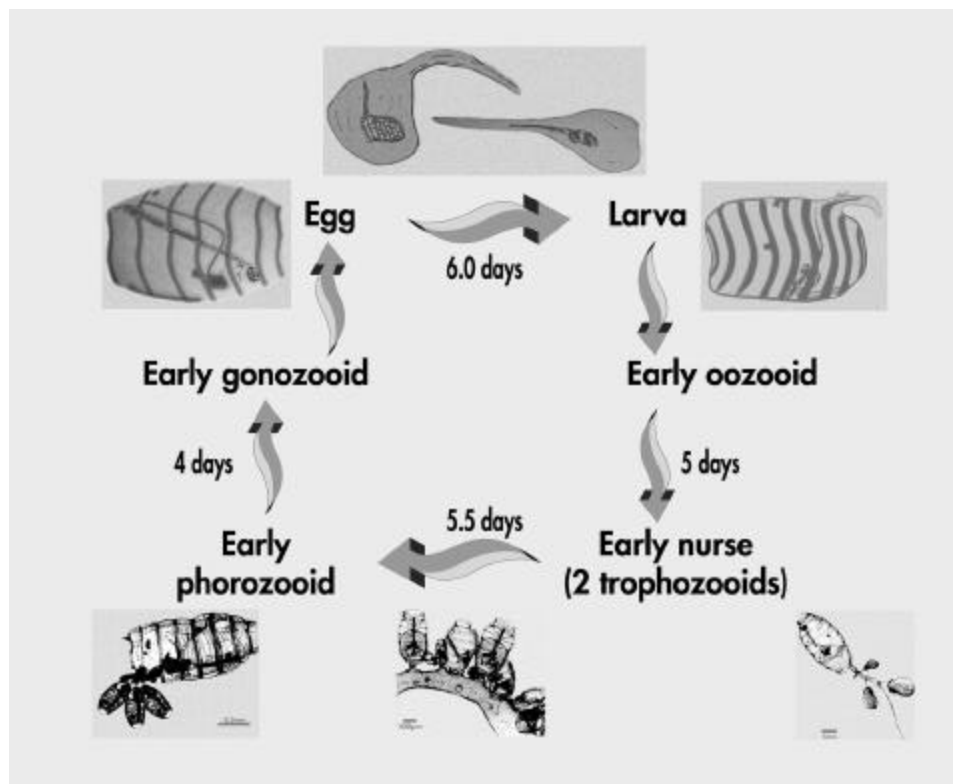 Egg
6.0 days
Larva
Early gonozooid
Early oozooid
4 days
5 days
5.5 days
Early
phorozooid
Early nurse
(2 trophozooids)